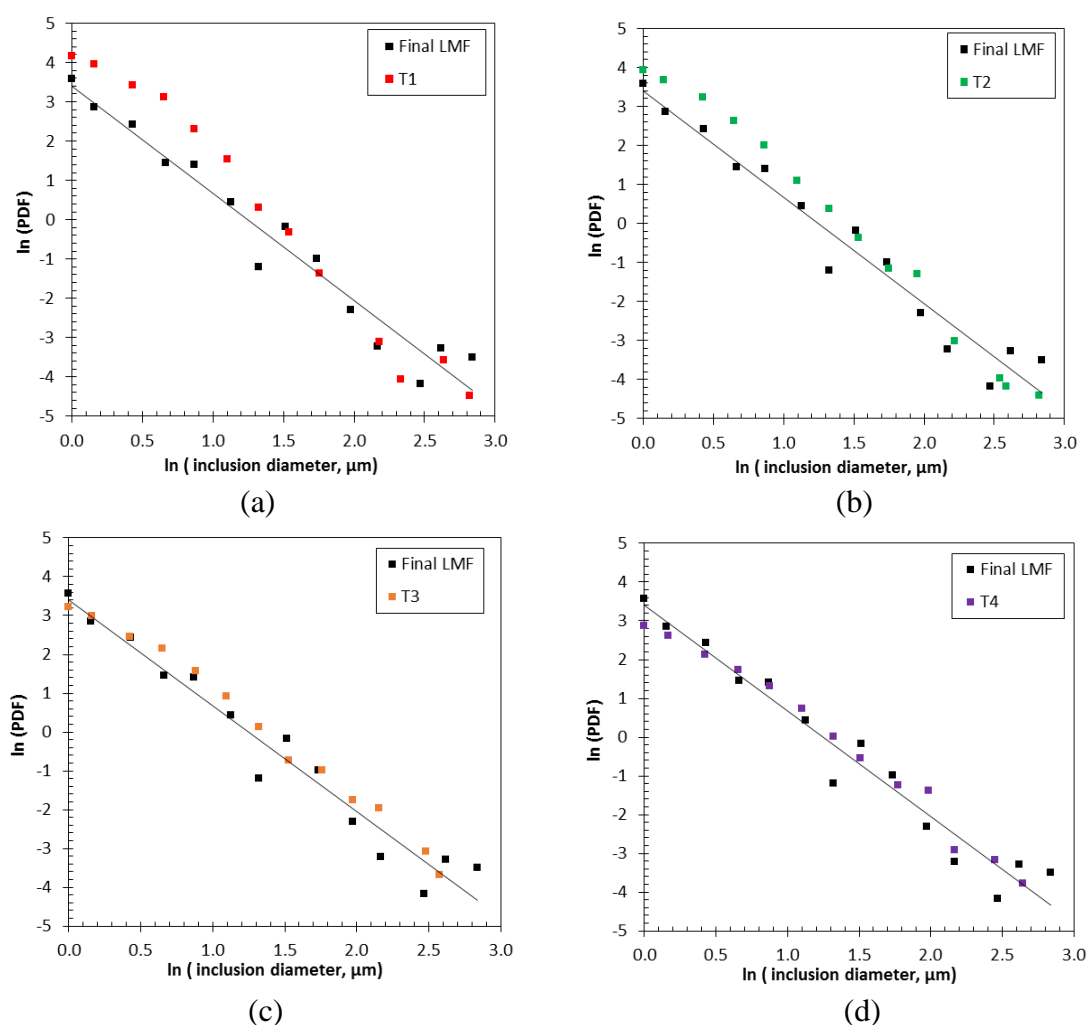 5
4
3
2
1
0
-1
-2
-3
-4
-5
ln (PDF)
Final LMF
T1
0.0 0.5 1.0 1.5 2.0 2.5 3.0
ln ( inclusion diameter, µm)
(a)
5
4
3
2
1
0
-1
-2
-3
-4
-5
ln (PDF)
Final LMF
T2
0.0 0.5 1.0 1.5 2.0 2.5 3.0
ln ( inclusion diameter, µm)
(b)
5
4
3
2
1
0
-1
-2
-3
-4
-5
ln (PDF)
Final LMF
T3
0.0 0.5 1.0 1.5 2.0 2.5 3.0
ln ( inclusion diameter, µm)
(c)
5
4
3
2
1
0
-1
-2
-3
-4
-5
ln (PDF)
Final LMF
T4
0.0 0.5 1.0 1.5 2.0 2.5 3.0
ln ( inclusion diameter, µm)
(d)